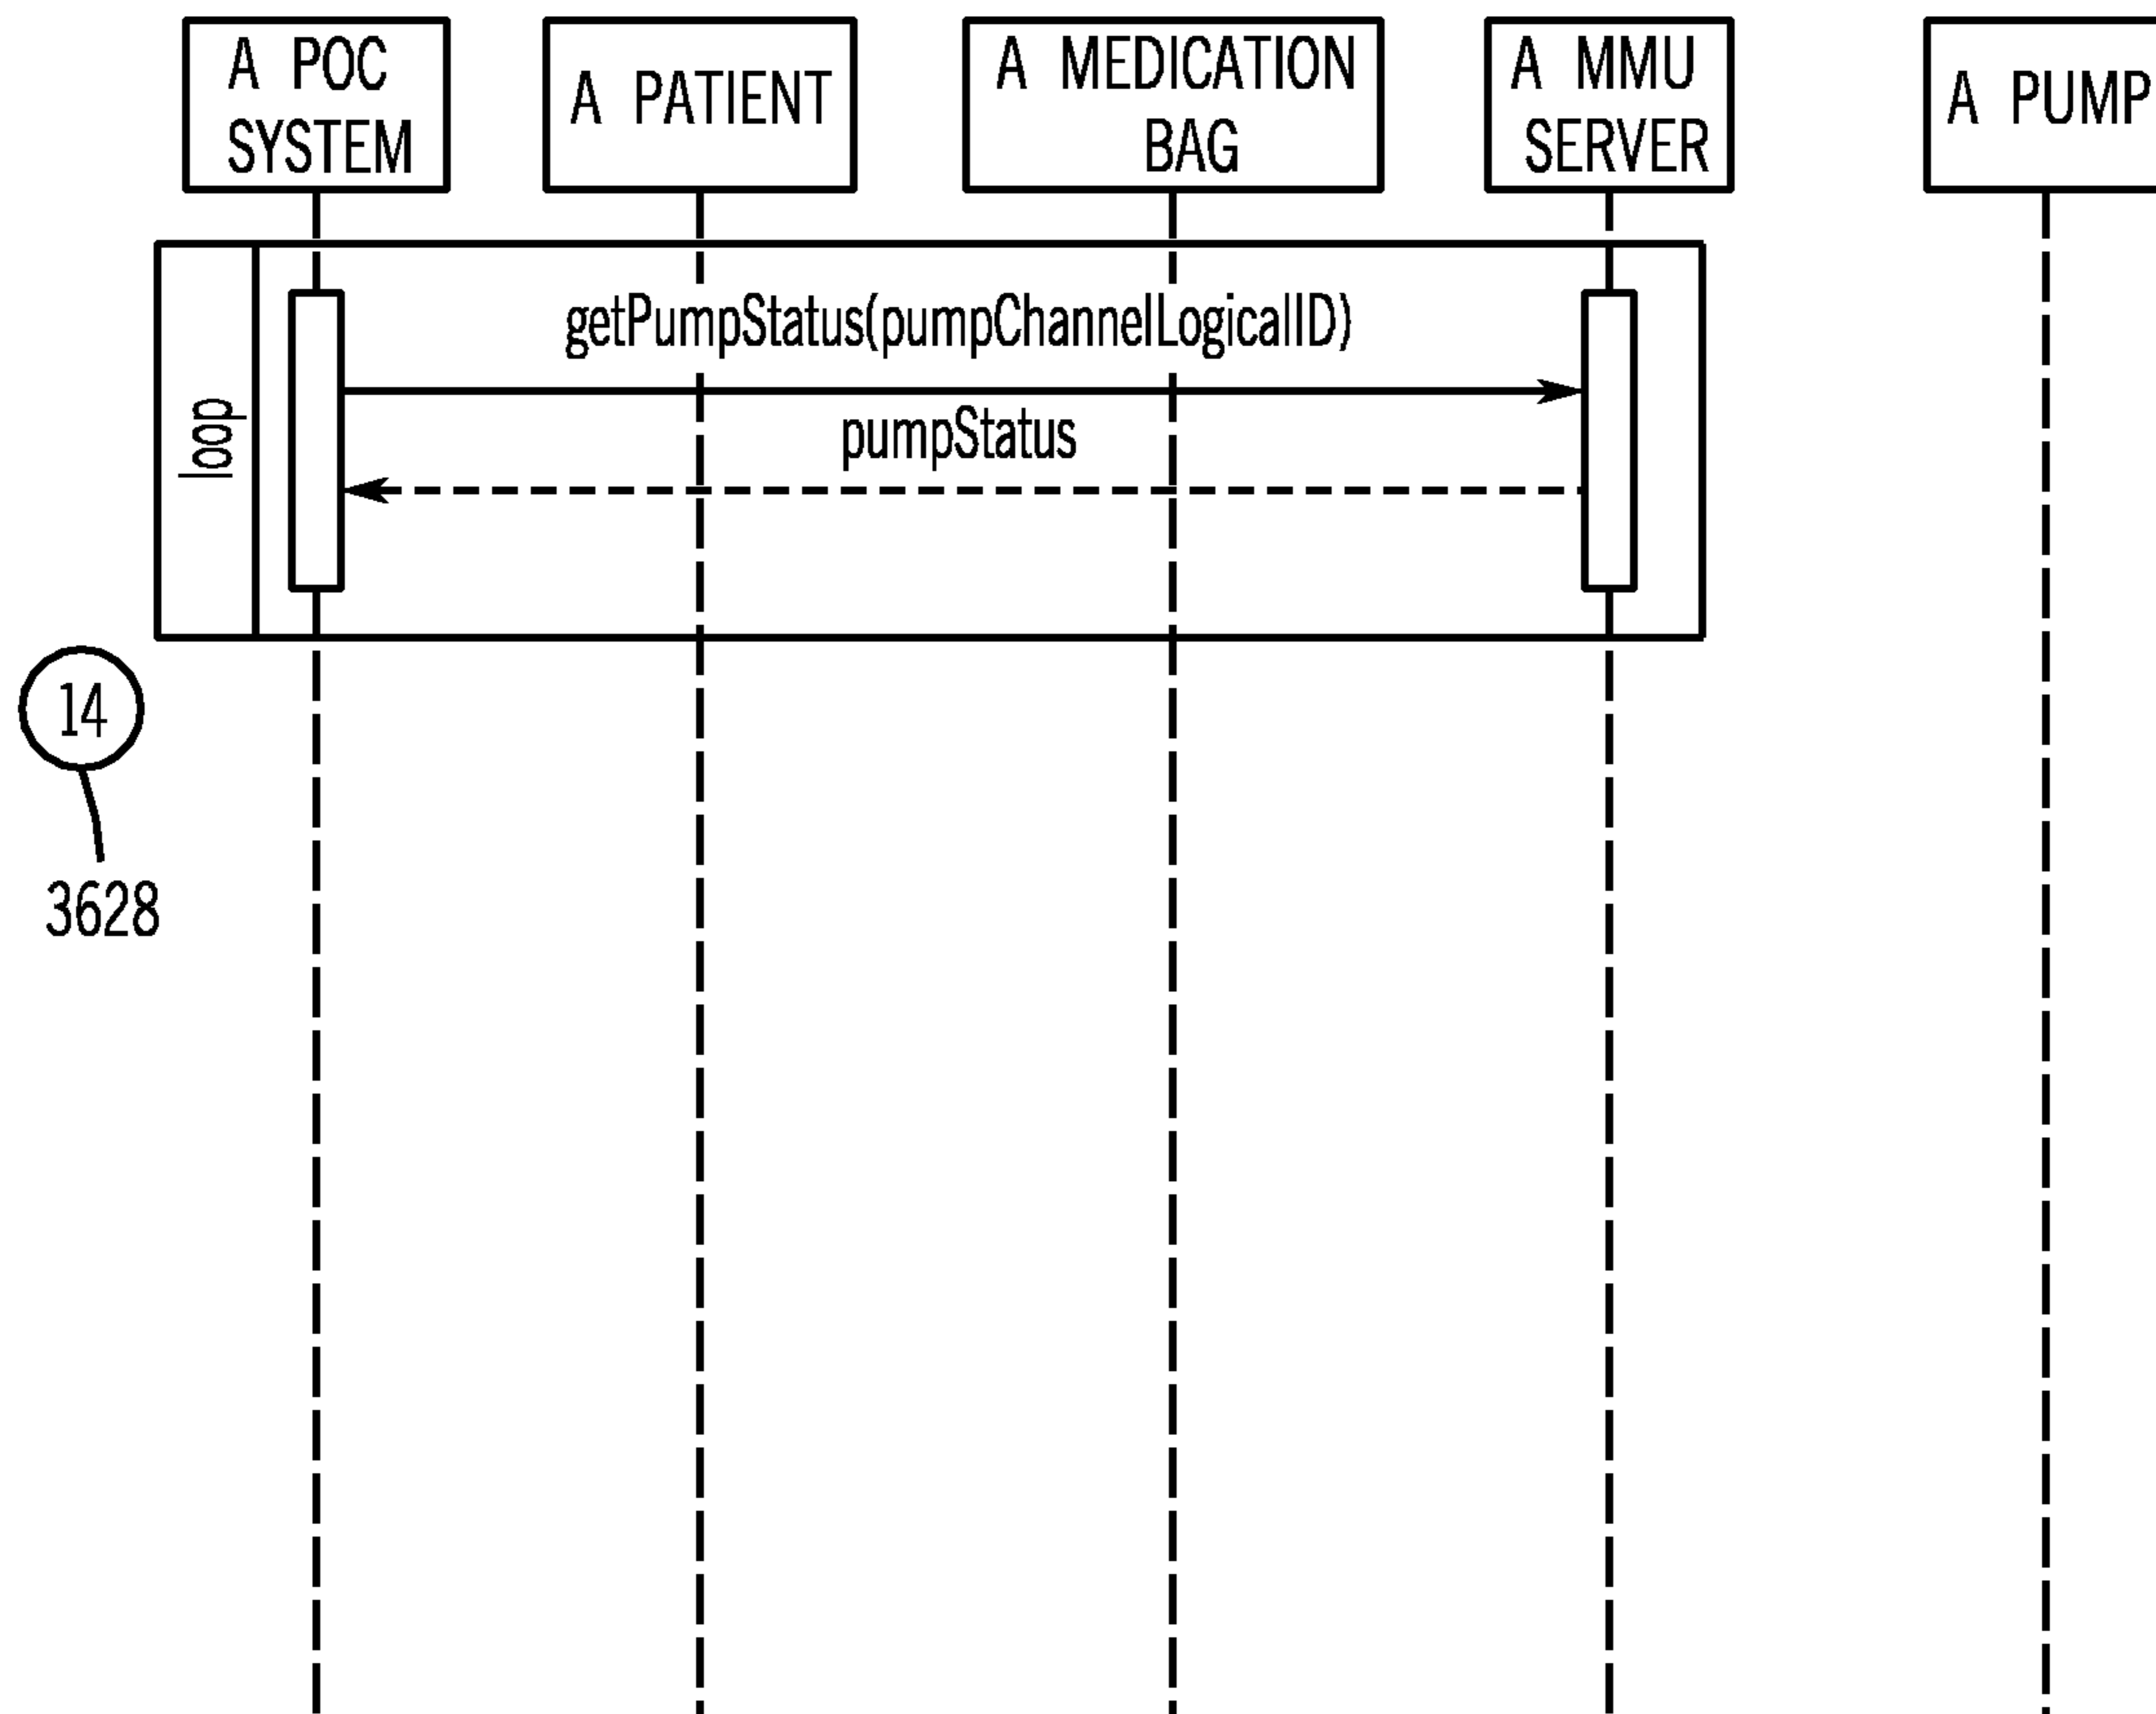 A POC
SYSTEM
A PATIENT
A MEDICATION
BAG
A MMU
SERVER
A PUMP
loop
getPumpStatus(pumpChannelLogicalID))
pumpStatus
14
3628